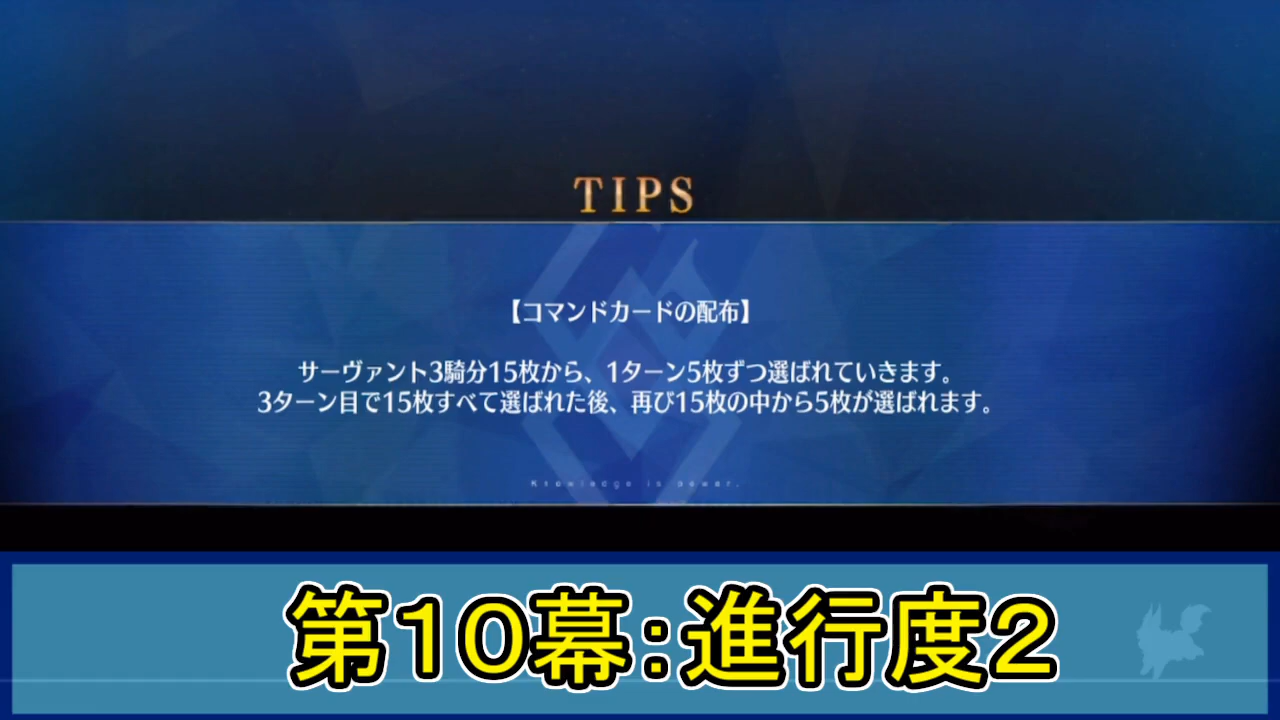 TIPS
【コマンドカードの配布】
サーヴァント3騎分15枚から、1ターン5枚ずつ選ばれていきます。
3ターン目で15枚すべて選ばれた後、再び15枚の中から5枚が選ばれます。
Knowledge is power.
第10幕:進行度2